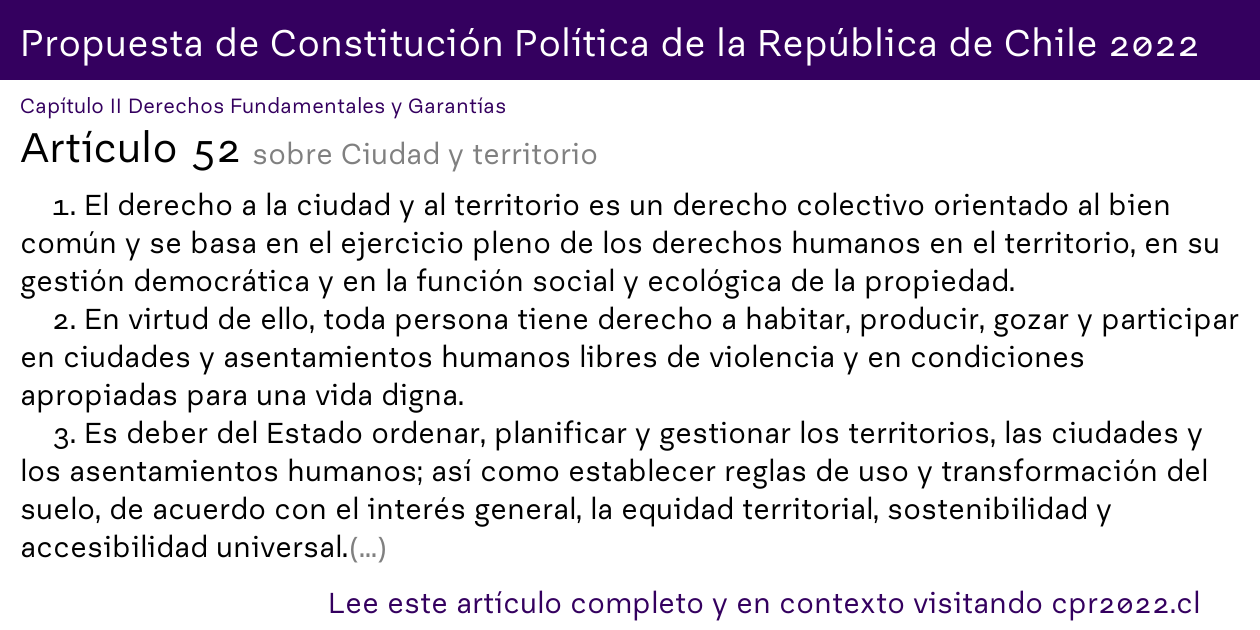 Propuesta de Constitución Política de la República de Chile 2022
Capítulo II Derechos Fundamentales y Garantías
Artículo 52 sobre Ciudad y territorio
1. El derecho a la ciudad y al territorio es un derecho colectivo orientado al bien
común y se basa en el ejercicio pleno de los derechos humanos en el territorio, en su
gestión democrática y en la función social y ecológica de la propiedad.
2. En virtud de ello, toda persona tiene derecho a habitar, producir, gozar y participar
en ciudades y asentamientos humanos libres de violencia y en condiciones
apropiadas para una vida digna.
3. Es deber del Estado ordenar, planificar y gestionar los territorios, las ciudades y
los asentamientos humanos; así como establecer reglas de uso y transformación del
suelo, de acuerdo con el interés general, la equidad territorial, sostenibilidad y
accesibilidad universal.(...)
Lee este artículo completo y en contexto visitando cpr2022.cl